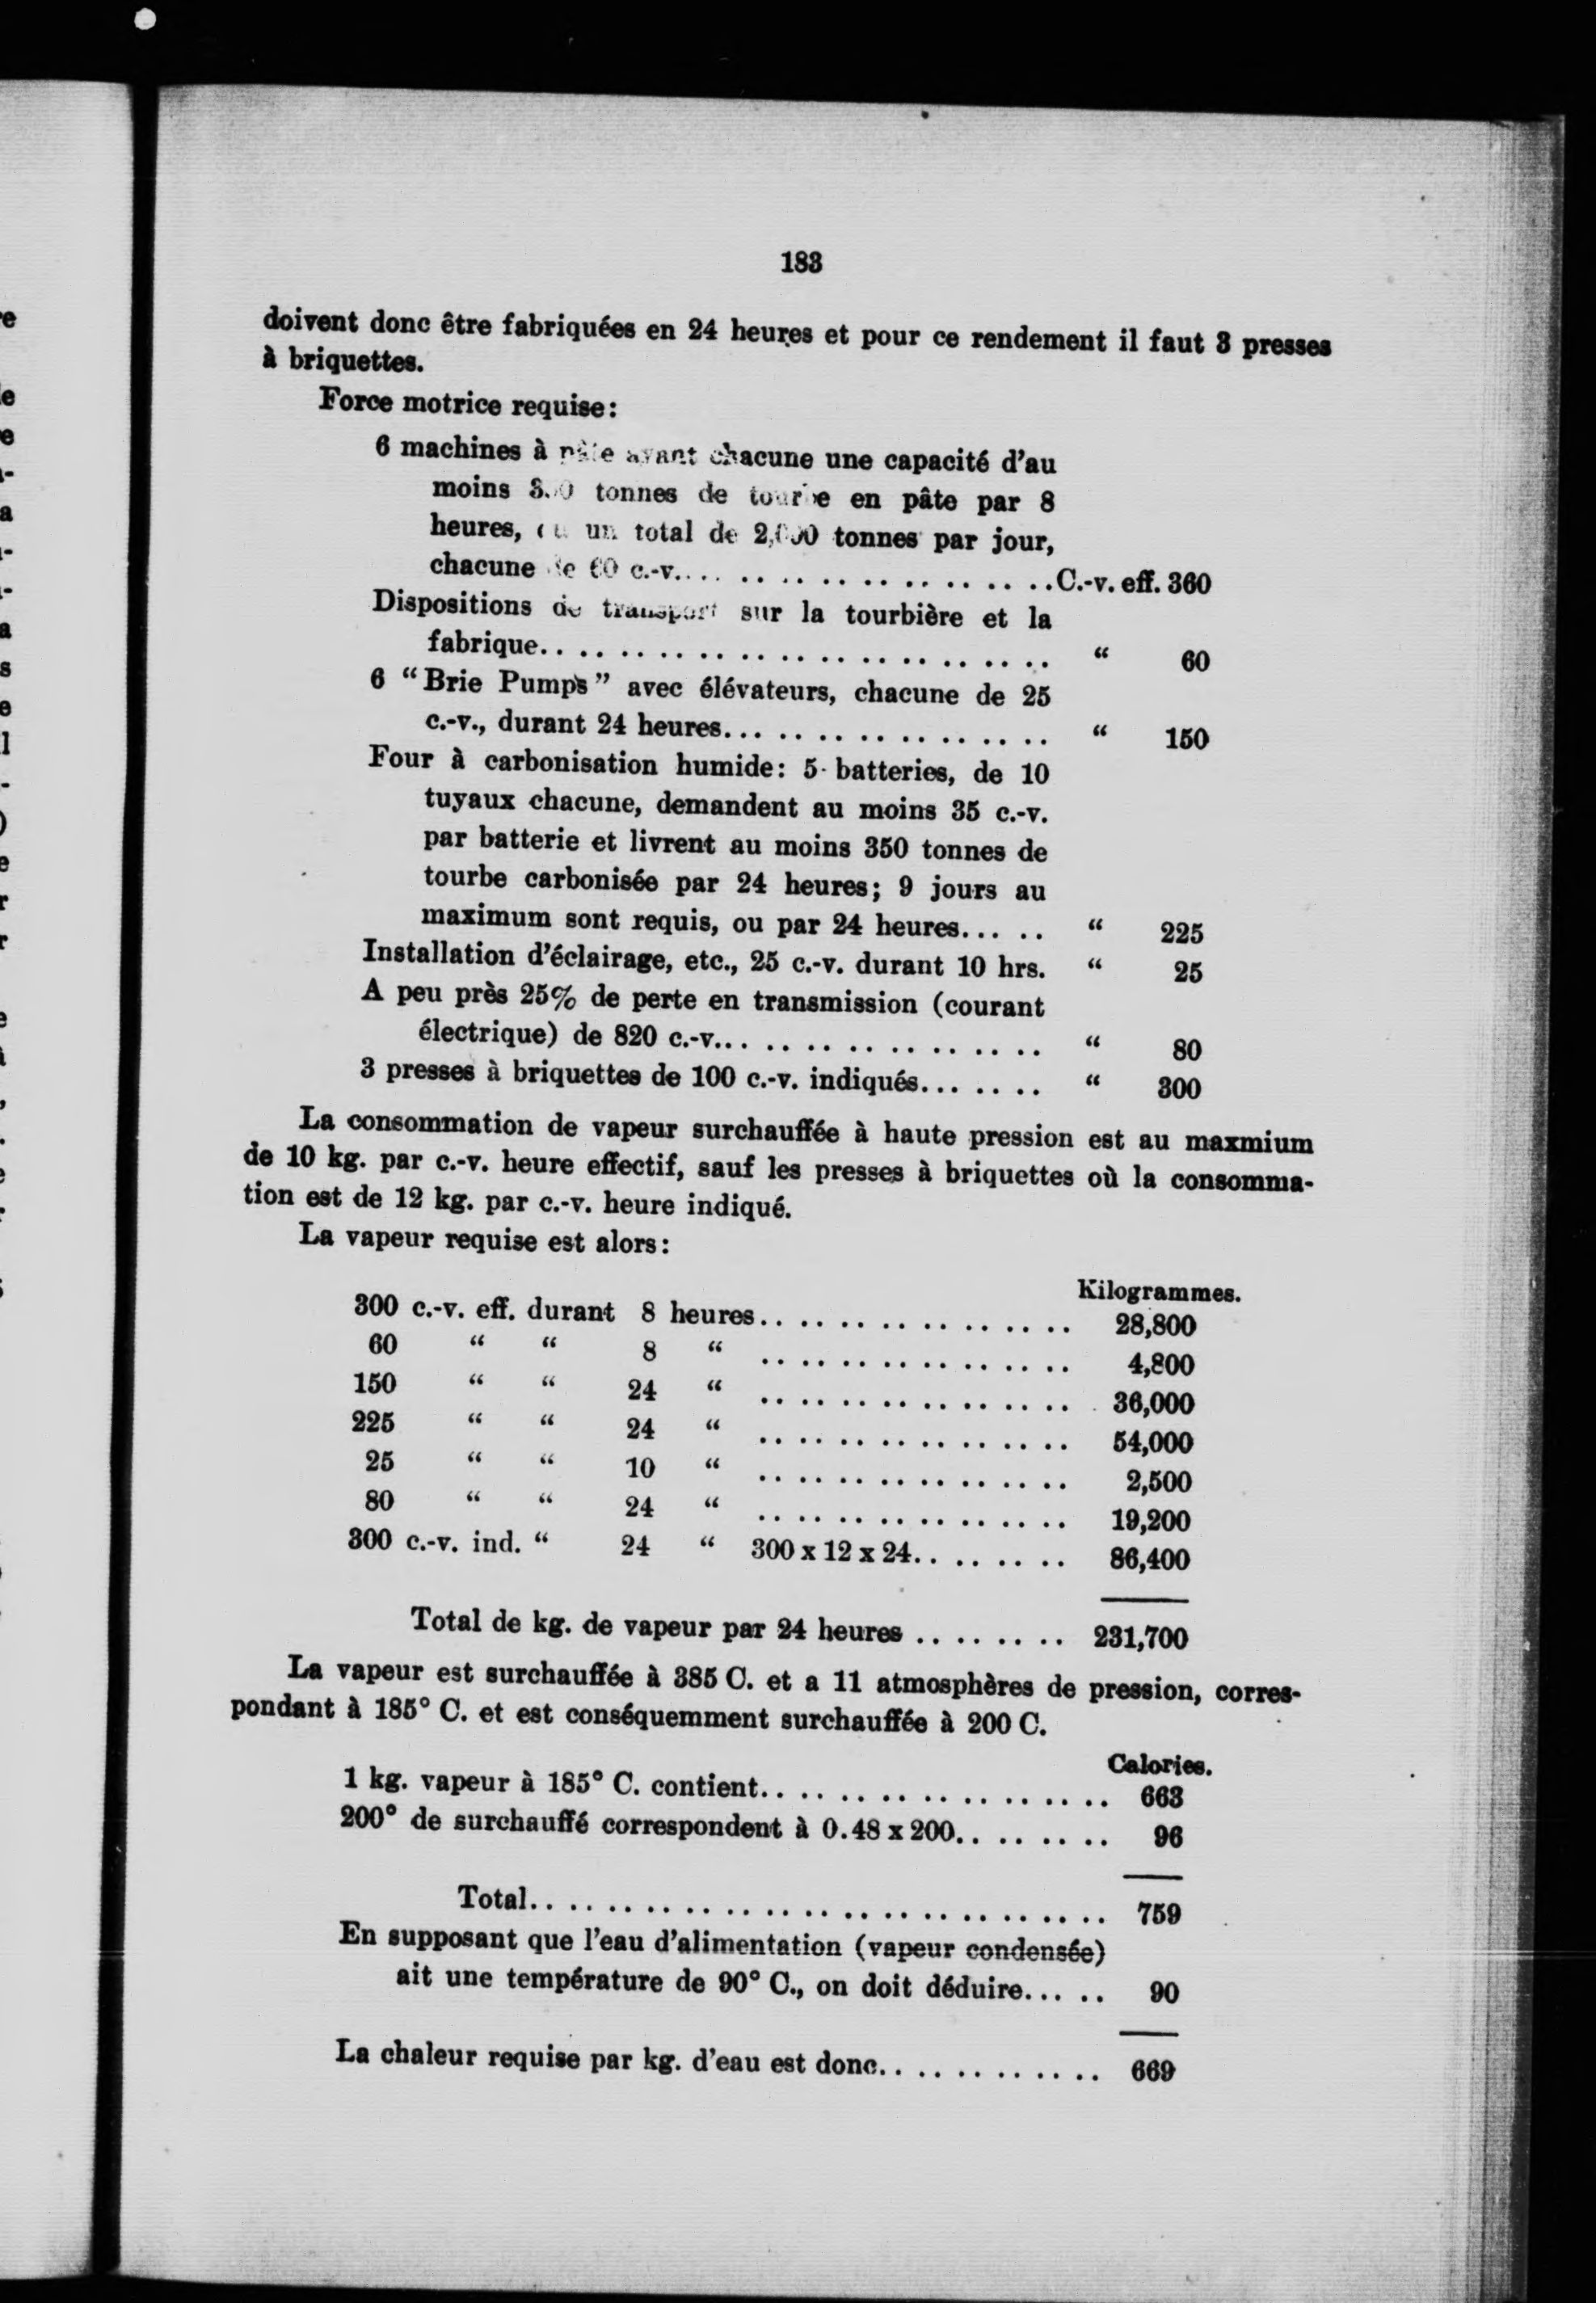 183
doivent donc être fabriquées en 24 heures et pour ce rendement il faut 3 presses
à briquettes.
Force motrice requise:
6 machines à pâte ayant chacune une capacité d'au
moins tonnes de tourbe en pâte par 8
heures, un total de tonnes par jour,
chacune de 60 c.-v.... .. .. .. .. .. .. .. ..C.-v. eff. 360
Dispositions de transport sur la tourbière et la
fabrique.. .. .. .. .. .. .. .. .. .. .. .. .. “ 60
6 “Brie Pumps” avec élévateurs, chacune de 25
c.-v., durant 24 heures... .. .. .. .. .. .. .. “ 150
Four à carbonisation humide: 5 batteries, de 10
tuyaux chacune, demandent au moins 35 c.-v.
par batterie et livrent au moins 350 tonnes de
tourbe carbonisée par 24 heures; 9 jours au
maximum sont requis, ou par 24 heures... .. .. “ 225
Installation d'éclairage, etc., 25 c.-v. durant 10 hrs. “ 25
A peu près 25% de perte en transmission (courant
électrique) de 820 c.-v... .. .. .. .. .. .. .. .. “ 80
3 presses à briquettes de 100 c.-v. indiqués... .. .. .. “ 300
La consommation de vapeur surchauffée à haute pression est au maxmium
de 10 kg. par c.-v. heure effectif, sauf les presses à briquettes où la consomma-
tion est de 12 kg. par c.-v. heure indiqué.
La vapeur requise est alors:
Kilogrammes.
300 c.-v. eff. durant 8 heures.. .. .. .. .. .. .. .. 28,800
60 “ “ 8 “ .. .. .. .. .. .. .. .. 4,800
150 “ “ 24 “ .. .. .. .. .. .. .. .. 36,000
225 “ “ 24 “ .. .. .. .. .. .. .. .. 54,000
25 “ “ 10 “ .. .. .. .. .. .. .. .. 2,500
80 “ “ 24 “ .. .. .. .. .. .. .. .. 19,200
300 c.-v. ind. “ 24 “ 300 x 12 x 24.. .. .. .. 86,400
Total de kg. de vapeur par 24 heures .. .. .. .. 231,700
La vapeur est surchauffée à 385 C. et a 11 atmosphères de pression, corres-
pondant à 185° C. et est conséquemment surchauffée à 200 C.
Calories.
1 kg. vapeur à 185° C. contient.. .. .. .. .. .. .. .. .. 663
200° de surchauffé correspondent à 0.48 x 200.. .. .. .. 96
Total.. .. .. .. .. .. .. .. .. .. .. .. .. .. .. 759
En supposant que l'eau d'alimentation (vapeur condensée)
ait une température de 90° C., on doit déduire... .. .. 90
La chaleur requise par kg. d'eau est donc.. .. .. .. .. .. 669